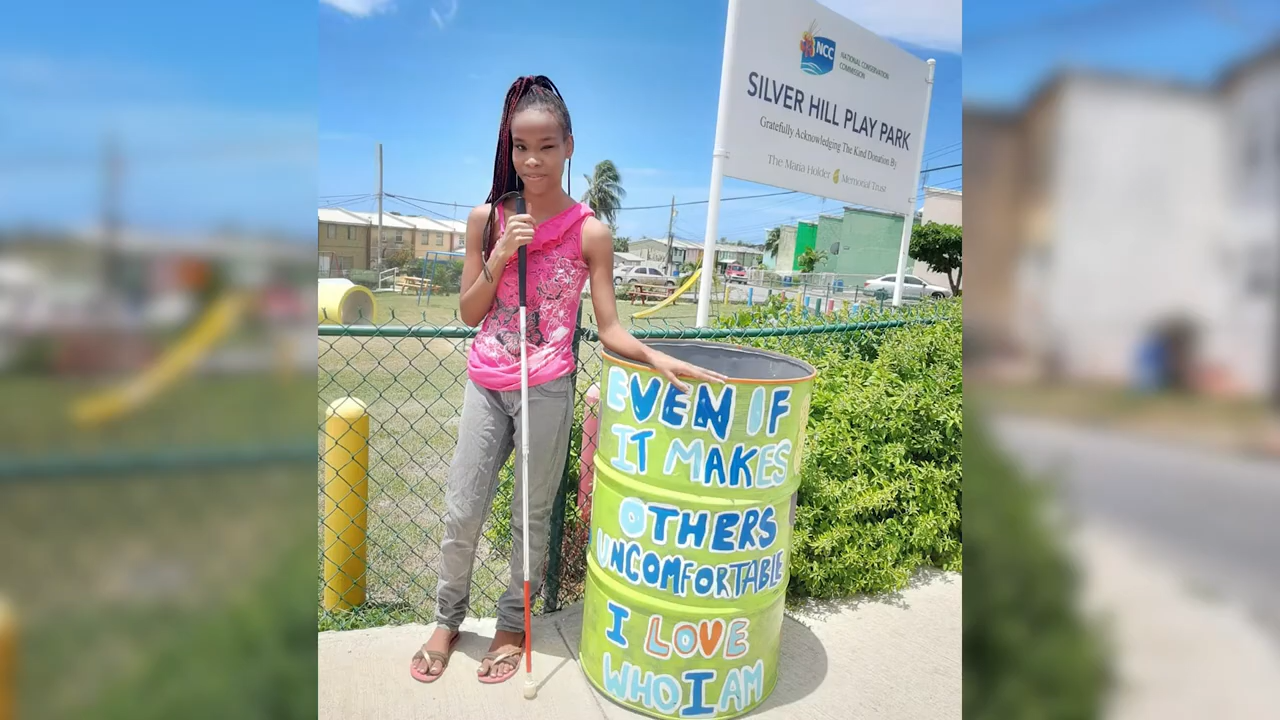 NCC
NATIONAL CONSERVATION
COMMISSION
SILVER HILL PLAY PARK
Gratefully Acknowledging The Kind Donation By
The Maria Holder Memorial Trust
EVEN IF
IT MAKES
OTHERS
UNCOMFORTABLE
I LOVE
WHO I AM